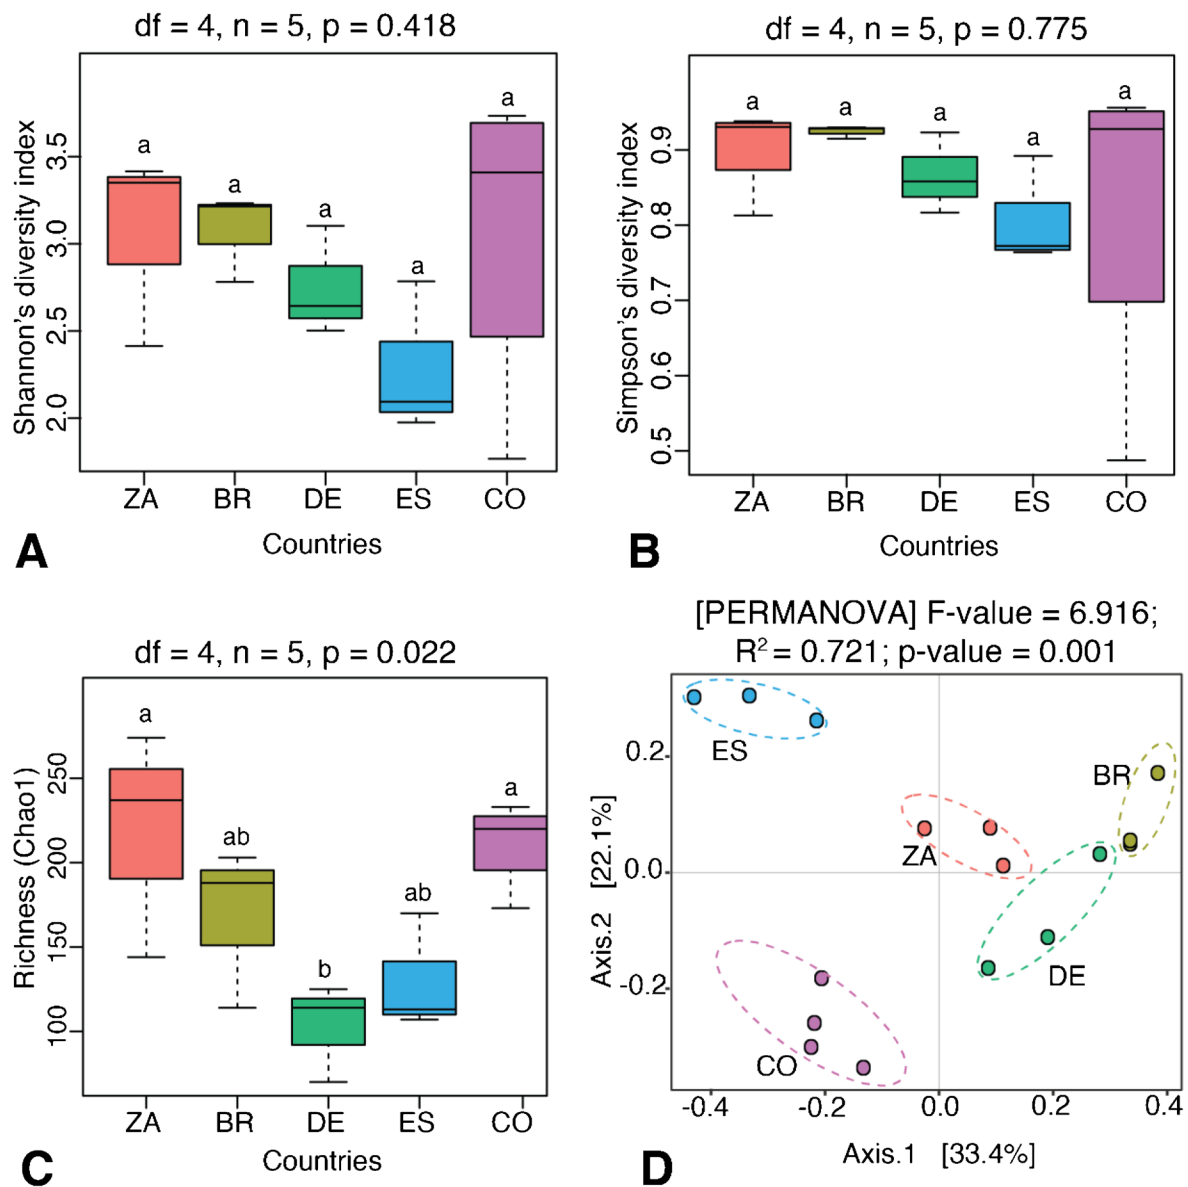 df = 4, n = 5, p = 0.418
Shannon's diversity index
3.5
3.0
2.5
2.0
a
a
a
a
a
ZA BR DE ES CO
Countries
A
df = 4, n = 5, p = 0.775
Simpson's diversity index
0.9
0.8
0.7
0.6
0.5
a
a
a
a
a
ZA BR DE ES CO
Countries
B
df = 4, n = 5, p = 0.022
Richness (Chao1)
250
200
150
100
a
ab
b
ab
a
ZA BR DE ES CO
Countries
C
[PERMANOVA] F-value = 6.916;
R² = 0.721; p-value = 0.001
Axis.2 [22.1%]
0.2
0.0
-0.2
ES
BR
ZA
DE
CO
-0.4 -0.2 0.0 0.2 0.4
Axis.1 [33.4%]
D